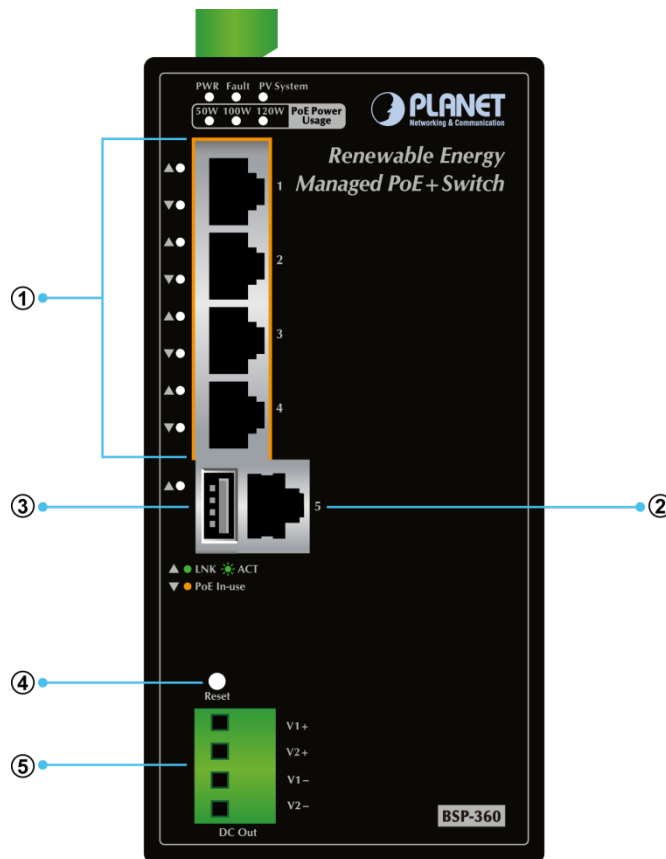 PWR Fault PV System
50W 100W 120W PoE Power Usage
PLANET
Networking & Communication
Renewable Energy
Managed PoE+Switch
1
2
3
4
①
③
5
②
▲ LNK ACT
▼ PoE In-use
④
Reset
V1+
V2+
⑤
V1−
V2−
DC Out
BSP-360